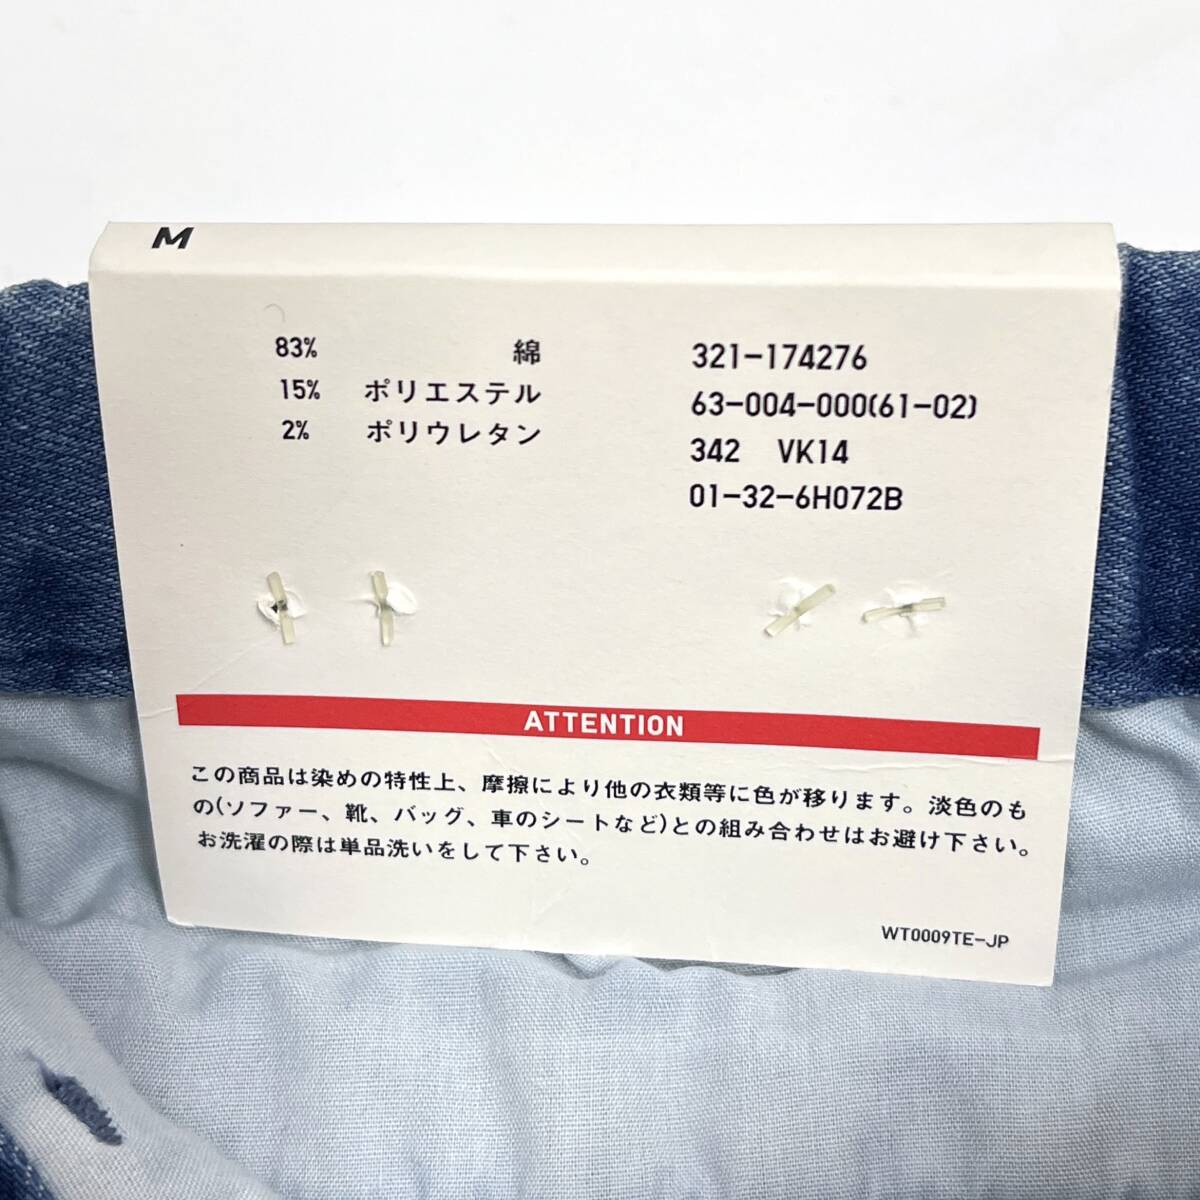 M
83% 綿
15% ポリエステル
2% ポリウレタン
321-174276
63-004-000(61-02)
342 VK14
01-32-6H072B
ATTENTION
この商品は染めの特性上、摩擦により他の衣類等に色が移ります。淡色のも
の(ソファー、靴、バッグ、車のシートなど)との組み合わせはお避け下さい。
お洗濯の際は単品洗いをして下さい。
WT0009TE-JP